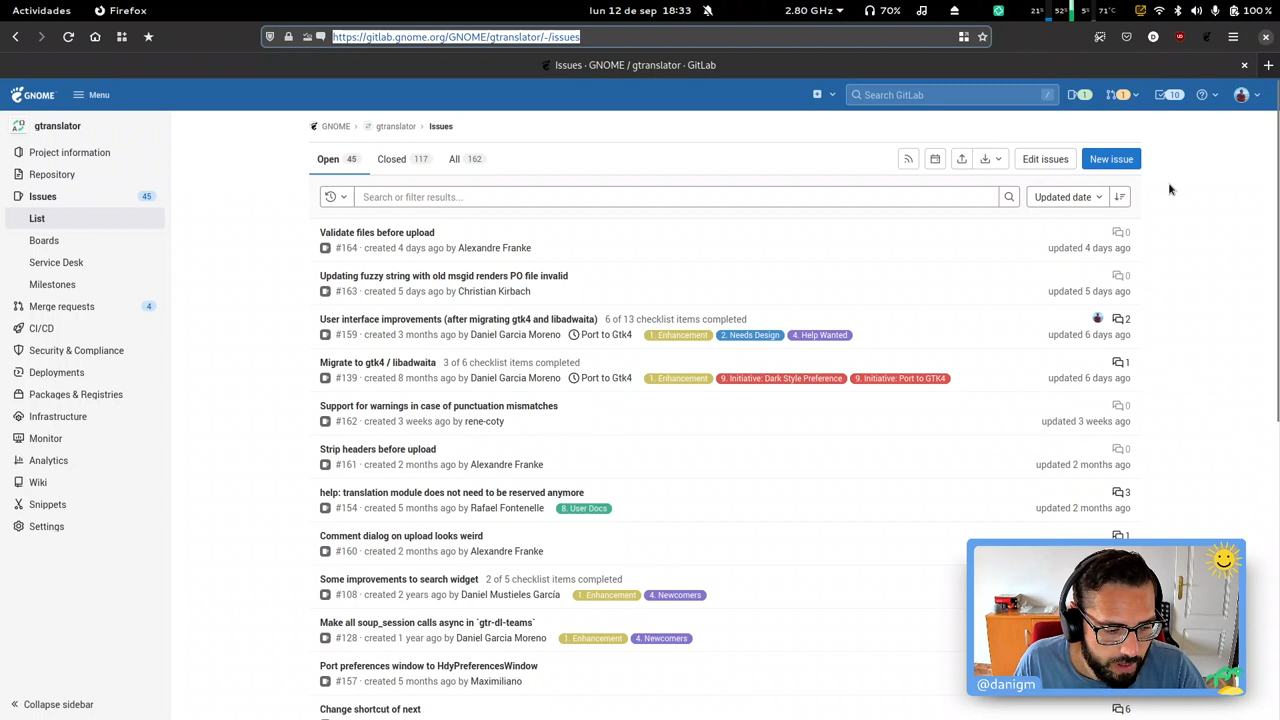 Actividades Firefox lun 12 de sep 18:33 2.80 GHz 70% 71°C 100 %
https://gitlab.gnome.org/GNOME/gtranslator/-/issues
Issues · GNOME / gtranslator · GitLab
GNOME Menu Search GitLab / 1 1 10
gtranslator
Project information
Repository
Issues 45
List
Boards
Service Desk
Milestones
Merge requests 4
CI/CD
Security & Compliance
Deployments
Packages & Registries
Infrastructure
Monitor
Analytics
Wiki
Snippets
Settings
Collapse sidebar
GNOME > gtranslator > Issues
Open 45 Closed 117 All 162 Edit issues New issue
Search or filter results... Updated date
Validate files before upload 0
#164 · created 4 days ago by Alexandre Franke updated 4 days ago
Updating fuzzy string with old msgid renders PO file invalid 0
#163 · created 5 days ago by Christian Kirbach updated 5 days ago
User interface improvements (after migrating gtk4 and libadwaita) 6 of 13 checklist items completed 2
#159 · created 3 months ago by Daniel Garcia Moreno Port to Gtk4 1. Enhancement 2. Needs Design 4. Help Wanted updated 6 days ago
Migrate to gtk4 / libadwaita 3 of 6 checklist items completed 1
#139 · created 8 months ago by Daniel Garcia Moreno Port to Gtk4 1. Enhancement 9. Initiative: Dark Style Preference 9. Initiative: Port to GTK4 updated 6 days ago
Support for warnings in case of punctuation mismatches 0
#162 · created 3 weeks ago by rene-coty updated 3 weeks ago
Strip headers before upload 0
#161 · created 2 months ago by Alexandre Franke updated 2 months ago
help: translation module does not need to be reserved anymore 3
#154 · created 5 months ago by Rafael Fontenelle 8. User Docs updated 2 months ago
Comment dialog on upload looks weird 1
#160 · created 2 months ago by Alexandre Franke
Some improvements to search widget 2 of 5 checklist items completed
#108 · created 2 years ago by Daniel Mustieles García 1. Enhancement 4. Newcomers
Make all soup_session calls async in `gtr-dl-teams`
#128 · created 1 year ago by Daniel Garcia Moreno 1. Enhancement 4. Newcomers
Port preferences window to HdyPreferencesWindow
#157 · created 5 months ago by Maximiliano
Change shortcut of next 6
@danigm